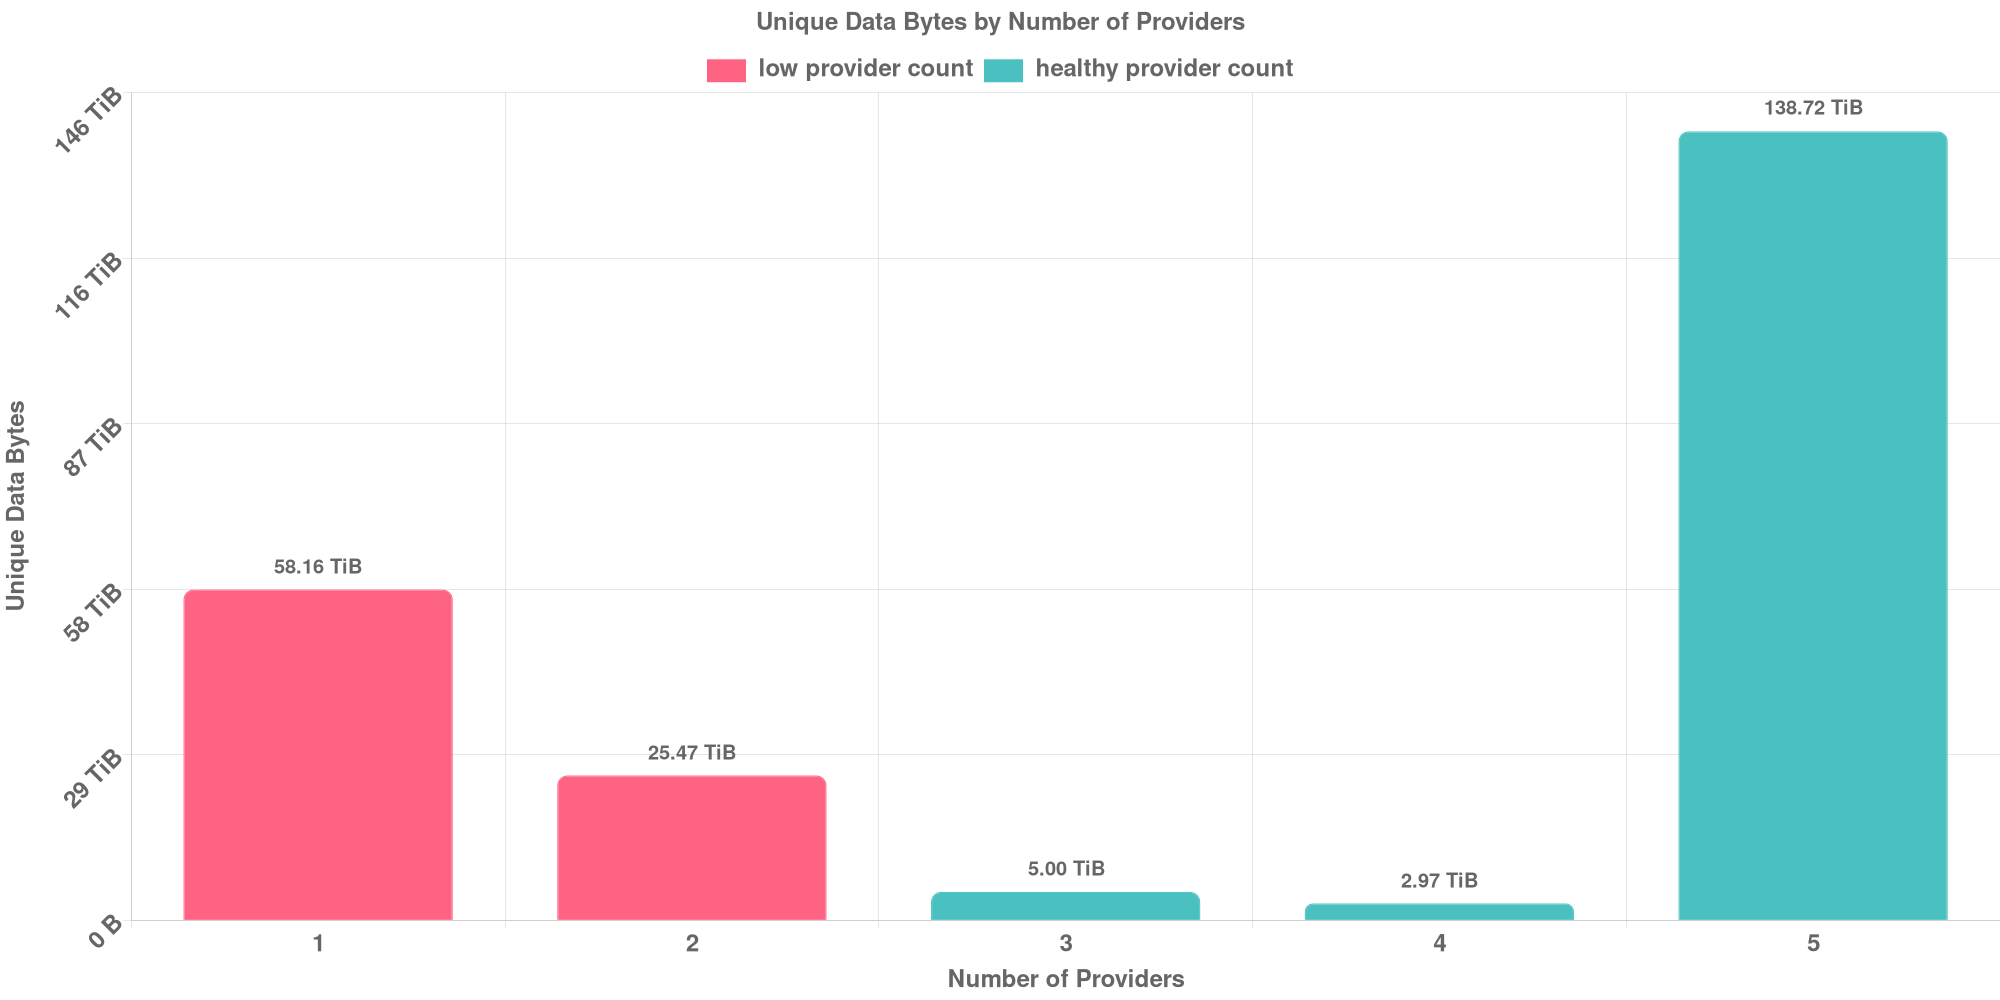 Unique Data Bytes by Number of Providers
low provider count healthy provider count
146 TiB
116 TiB
87 TiB
58 TiB
29 TiB
0 B
Unique Data Bytes
58.16 TiB
25.47 TiB
5.00 TiB
2.97 TiB
138.72 TiB
1 2 3 4 5
Number of Providers